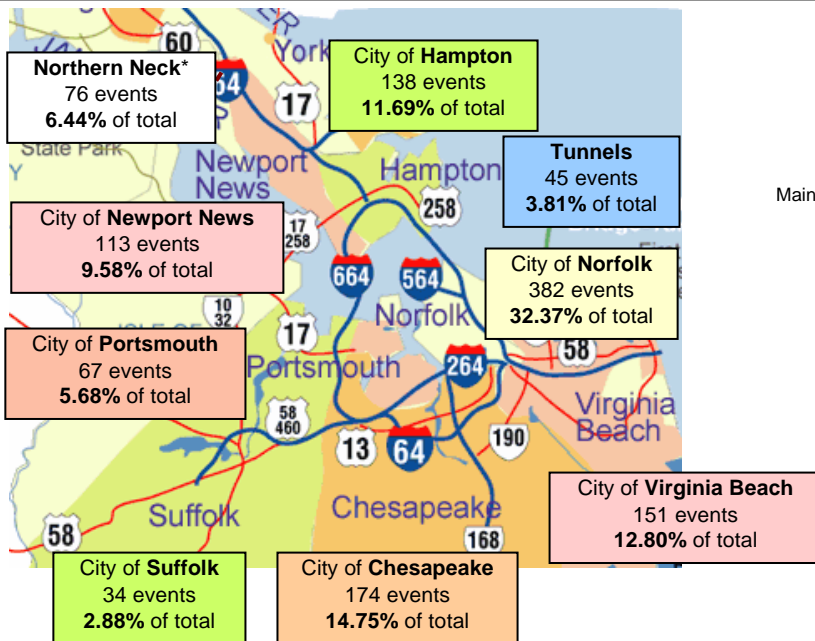 60
York
Northern Neck*
76 events
6.44% of total
64
City of Hampton
138 events
11.69% of total
17
State Park
Newport
News
Hampton
Tunnels
45 events
3.81% of total
Main
258
City of Newport News
113 events
9.58% of total
17
258
664
564
City of Norfolk
382 events
32.37% of total
10
32
17
Norfolk
City of Portsmouth
67 events
5.68% of total
Portsmouth
264
58
Virginia
Beach
58
460
13
64
190
Suffolk
Chesapeake
58
168
City of Virginia Beach
151 events
12.80% of total
City of Suffolk
34 events
2.88% of total
City of Chesapeake
174 events
14.75% of total